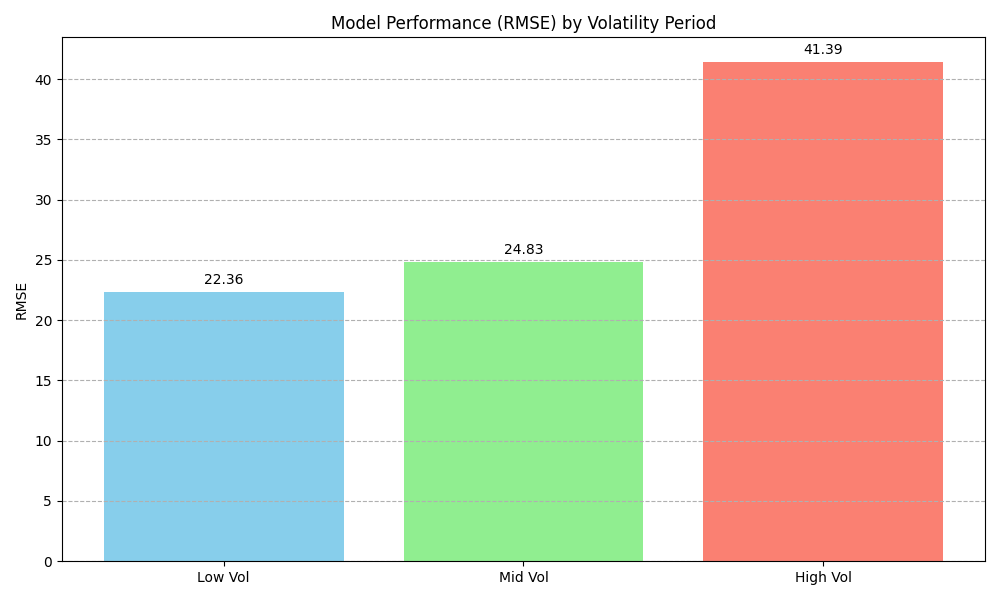 Model Performance (RMSE) by Volatility Period
41.39
40
35
30
24.83
25
22.36
RMSE
20
15
10
5
0
Low Vol
Mid Vol
High Vol